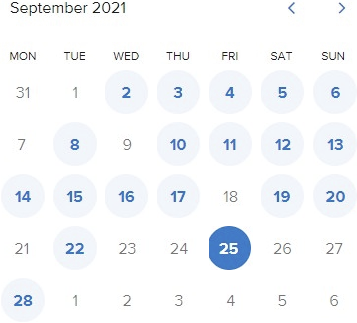 September 2021
MON TUE WED THU FRI SAT SUN
31 1 2 3 4 5 6
7 8 9 10 11 12 13
14 15 16 17 18 19 20
21 22 23 24 25 26 27
28 1 2 3 4 5 6